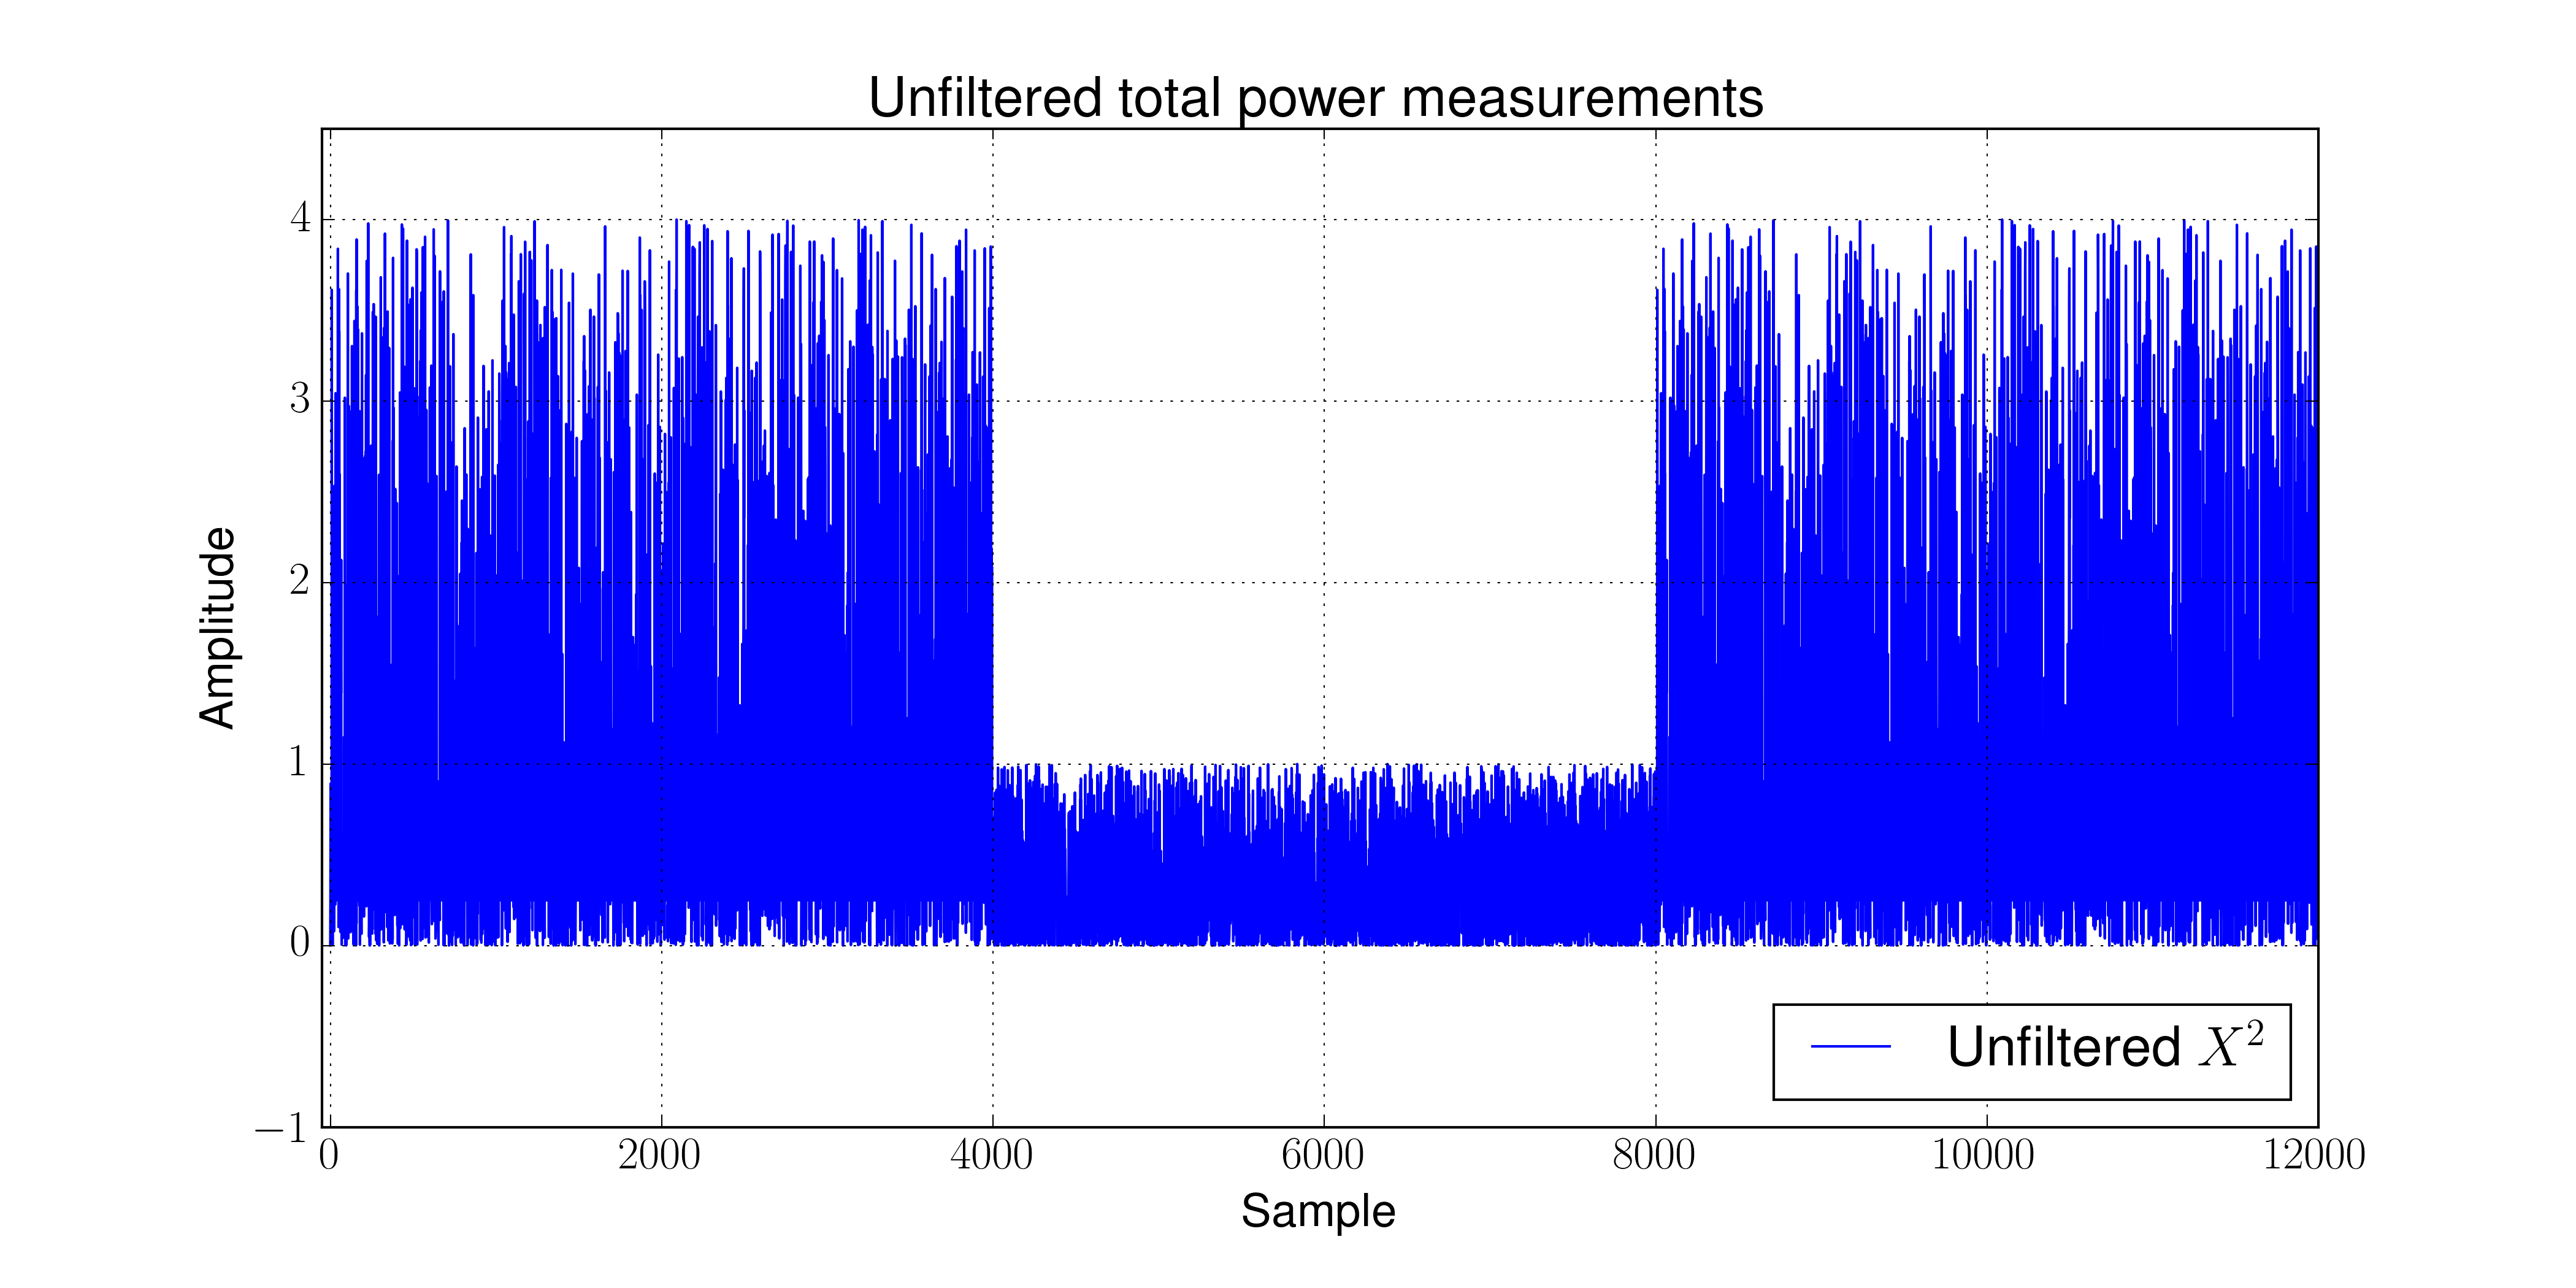 Unfiltered total power measurements
Amplitude
4
3
2
1
0
−1
0 2000 4000 6000 8000 10000 12000
Sample
Unfiltered X²